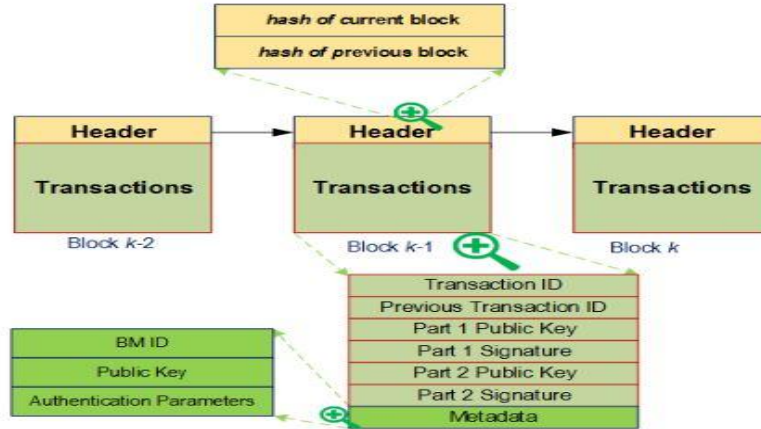 hash of current block
hash of previous block
Header
Header
Header
Transactions
Transactions
Transactions
Block k-2
Block k-1
Block k
Transaction ID
Previous Transaction ID
Part 1 Public Key
Part 1 Signature
Part 2 Public Key
Part 2 Signature
Metadata
BM ID
Public Key
Authentication Parameters